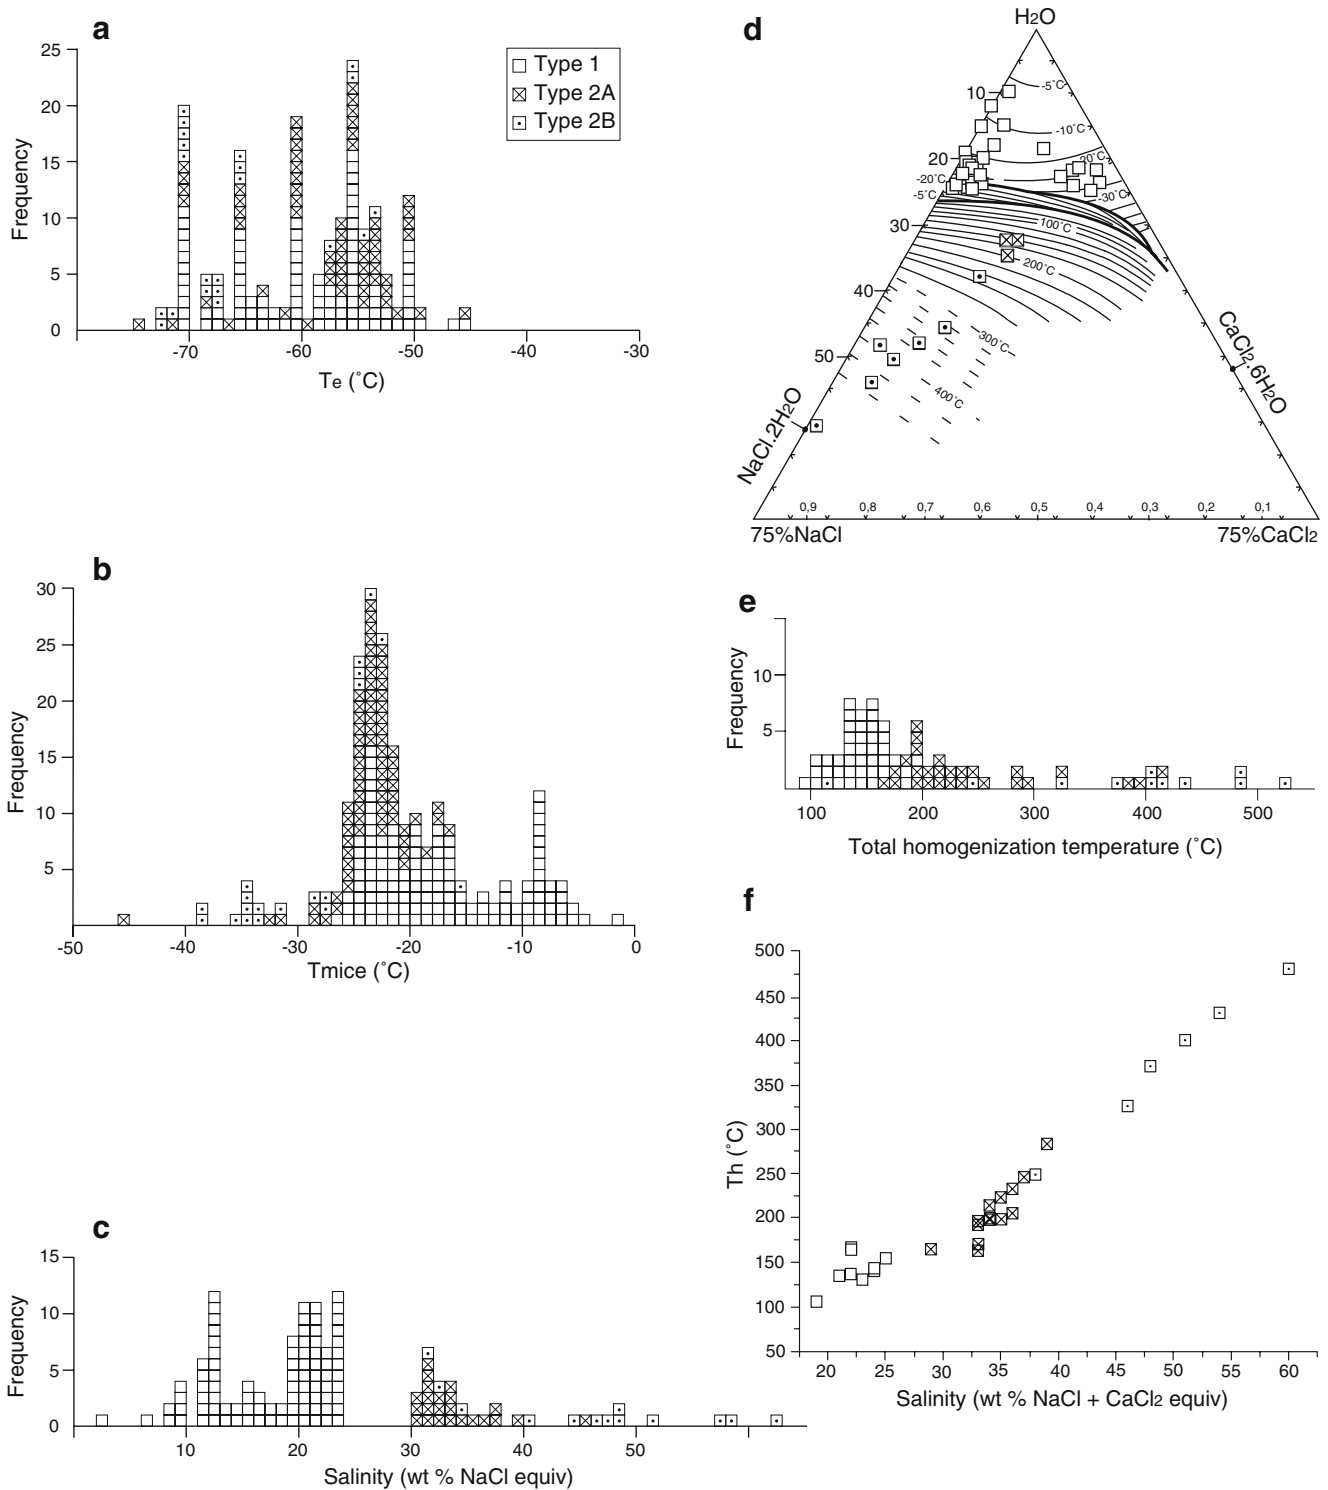 a
25
20
15
10
5
0
Frequency
-70
-60
-50
-40
-30
Te (˚C)
Type 1
Type 2A
Type 2B
b
30
25
20
15
10
5
Frequency
-50
-40
-30
-20
-10
0
Tmice (˚C)
c
15
10
5
0
Frequency
10
20
30
40
50
Salinity (wt % NaCl equiv)
d
H2O
10
20
30
40
50
-5˚C
-10˚C
-20˚C
-20˚C
-5˚C
-30˚C
100˚C
200˚C
300˚C
400˚C
NaCl.2H2O
CaCl2.6H2O
0,9
0,8
0,7
0,6
0,5
0,4
0,3
0,2
0,1
75%NaCl
75%CaCl2
e
10
5
Frequency
100
200
300
400
500
Total homogenization temperature (˚C)
f
500
450
400
350
300
250
200
150
100
50
Th (˚C)
20
25
30
35
40
45
50
55
60
Salinity (wt % NaCl + CaCl2 equiv)